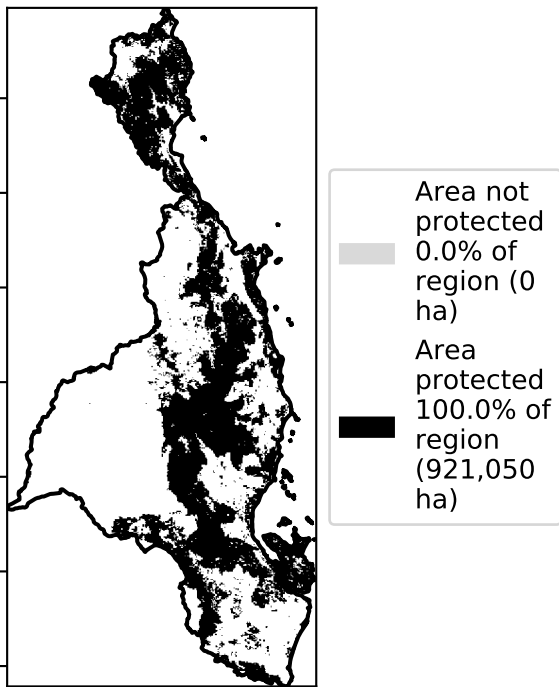 Area not
protected
0.0% of
region (0
ha)
Area
protected
100.0% of
region
(921,050
ha)